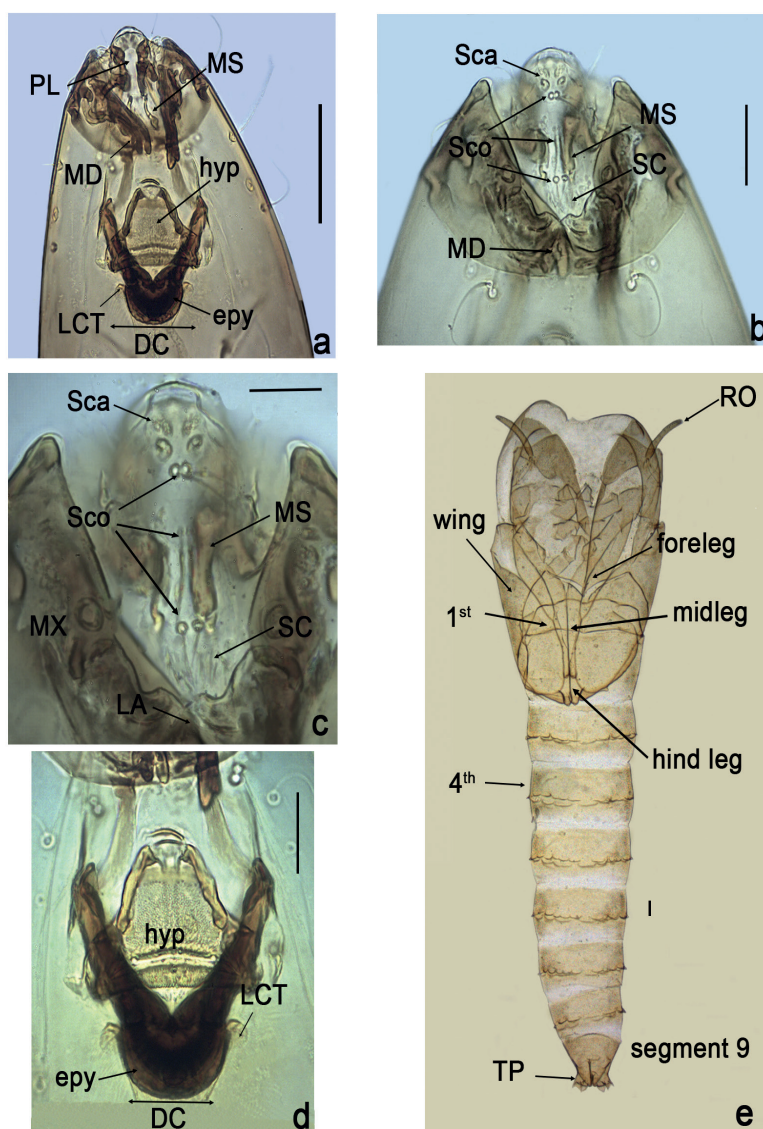 PL
MS
MD
hyp
LCT
epy
DC
a
Sca
MS
Sco
SC
MD
b
Sca
Sco
MS
MX
SC
LA
c
hyp
LCT
epy
DC
d
RO
wing
foreleg
1st
midleg
hind leg
4th
I
segment 9
TP
e